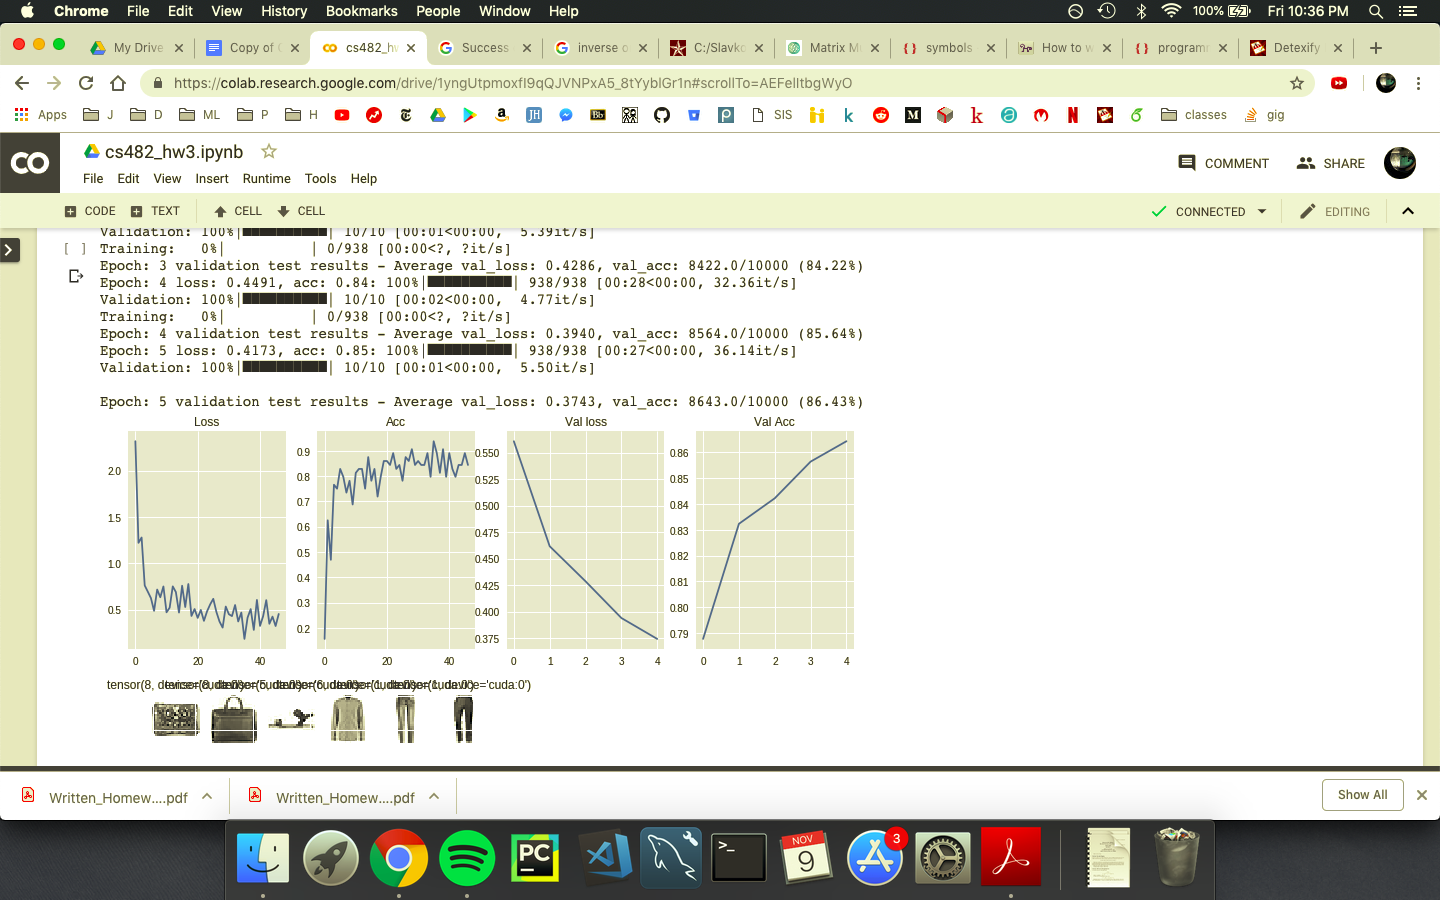 Chrome File Edit View History Bookmarks People Window Help 100% Fri 10:36 PM
My Drive Copy of cs482_hw Success inverse o C:/Slavko Matrix M symbols How to w program Detexify
https://colab.research.google.com/drive/
Apps J D ML P H SIS classes gig
cs482_hw3.ipynb
COMMENT SHARE
File Edit View Insert Runtime Tools Help
CODE TEXT CELL CELL CONNECTED EDITING
Validation: 100%| 10/10 [00:01<00:00, 5.39it/s]
[ ] Training: 0%| | 0/938 [00:00<?, ?it/s]
Epoch: 3 validation test results - Average val_loss: 0.4286, val_acc: 8422.0/10000 (84.22%)
Epoch: 4 loss: 0.4491, acc: 0.84: 100%|██████████| 938/938 [00:28<00:00, 32.36it/s]
Validation: 100%|██████████| 10/10 [00:02<00:00, 4.77it/s]
Training: 0%| | 0/938 [00:00<?, ?it/s]
Epoch: 4 validation test results - Average val_loss: 0.3940, val_acc: 8564.0/10000 (85.64%)
Epoch: 5 loss: 0.4173, acc: 0.85: 100%|██████████| 938/938 [00:27<00:00, 36.14it/s]
Validation: 100%|██████████| 10/10 [00:01<00:00, 5.50it/s]
Epoch: 5 validation test results - Average val_loss: 0.3743, val_acc: 8643.0/10000 (86.43%)
Loss Acc Val loss Val Acc
2.0 1.5 1.0 0.5
0 20 40
0.9 0.8 0.7 0.6 0.5 0.4 0.3 0.2
0 20 40
0.550 0.525 0.500 0.475 0.450 0.425 0.400 0.375
0 1 2 3 4
0.86 0.85 0.84 0.83 0.82 0.81 0.80 0.79
0 1 2 3 4
tensor(8, device='cuda:0')
Written_Homew....pdf Written_Homew....pdf Show All
PC >_ NOV 9 3